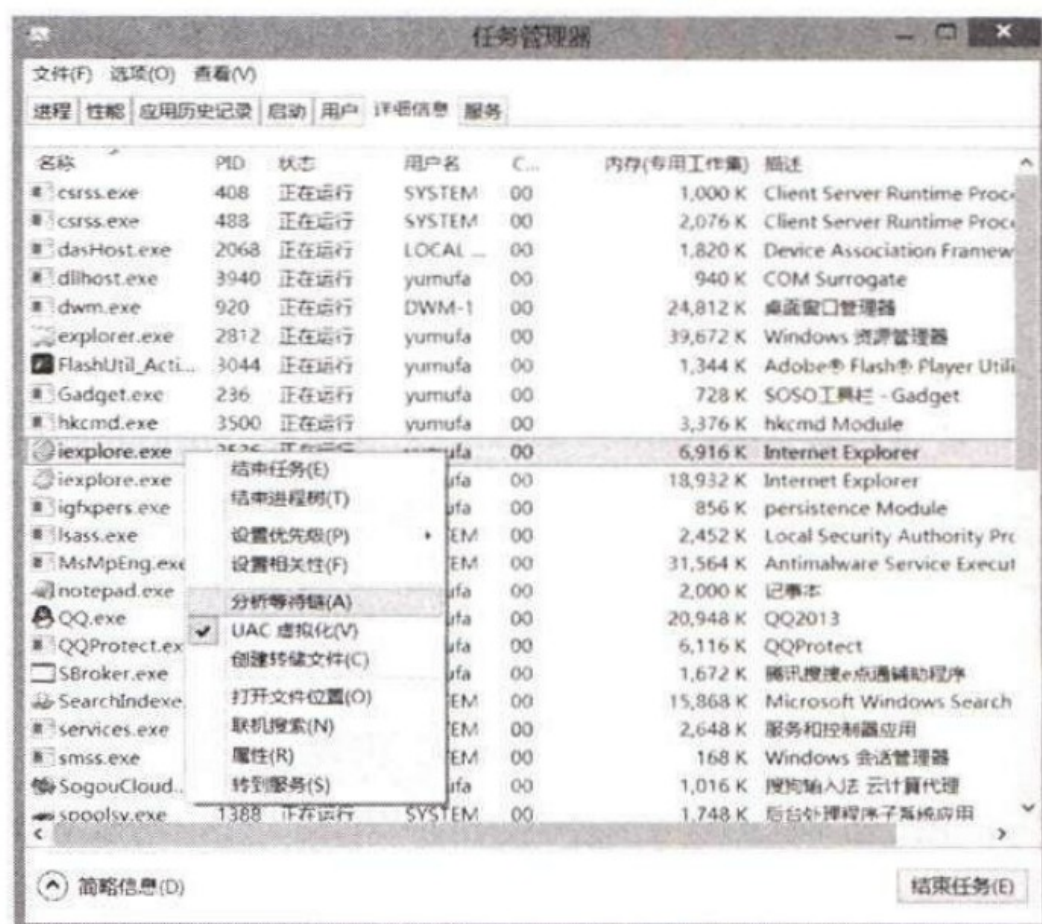 任务管理器
文件(F) 选项(O) 查看(V)
进程 性能 应用历史记录 启动 用户 详细信息 服务
名称 PID 状态 用户名 C... 内存(专用工作集) 描述
csrss.exe 408 正在运行 SYSTEM 00 1,000 K Client Server Runtime Proc
csrss.exe 488 正在运行 SYSTEM 00 2,076 K Client Server Runtime Proc
dasHost.exe 2068 正在运行 LOCAL ... 00 1,820 K Device Association Framew
dllhost.exe 3940 正在运行 yumufa 00 940 K COM Surrogate
dwm.exe 920 正在运行 DWM-1 00 24,812 K 桌面窗口管理器
explorer.exe 2812 正在运行 yumufa 00 39,672 K Windows 资源管理器
FlashUtil_Acti... 3044 正在运行 yumufa 00 1,344 K Adobe® Flash® Player Utili
Gadget.exe 236 正在运行 yumufa 00 728 K SOSO工具栏 - Gadget
hkcmd.exe 3500 正在运行 yumufa 00 3,376 K hkcmd Module
iexplore.exe ufa 00 6,916 K Internet Explorer
iexplore.exe ufa 00 18,932 K Internet Explorer
igfxpers.exe ufa 00 856 K persistence Module
lsass.exe EM 00 2,452 K Local Security Authority Prc
MsMpEng.exe EM 00 31,564 K Antimalware Service Execut
notepad.exe ufa 00 2,000 K 记事本
QQ.exe ufa 00 20,948 K QQ2013
QQProtect.ex ufa 00 6,116 K QQProtect
SBroker.exe ufa 00 1,672 K 腾讯搜搜e点通辅助程序
SearchIndexe. EM 00 15,868 K Microsoft Windows Search
services.exe EM 00 2,648 K 服务和控制器应用
smss.exe EM 00 168 K Windows 会话管理器
SogouCloud.. ufa 00 1,016 K 搜狗输入法 云计算代理
spoolsv.exe 1388 正在运行 SYSTEM 00 1,748 K 后台处理程序子系统应用
结束任务(E)
结束进程树(T)
设置优先级(P)
设置相关性(F)
分析等待链(A)
UAC 虚拟化(V)
创建转储文件(C)
打开文件位置(O)
联机搜索(N)
属性(R)
转到服务(S)
简略信息(D)
结束任务(E)